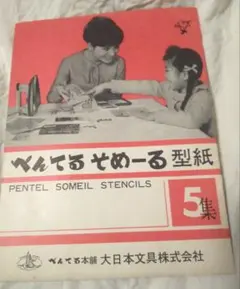 ぺんてる そめーる 型紙
PENTEL SOMEIL STENCILS
5集
ぺんてる本舗 大日本文具株式会社